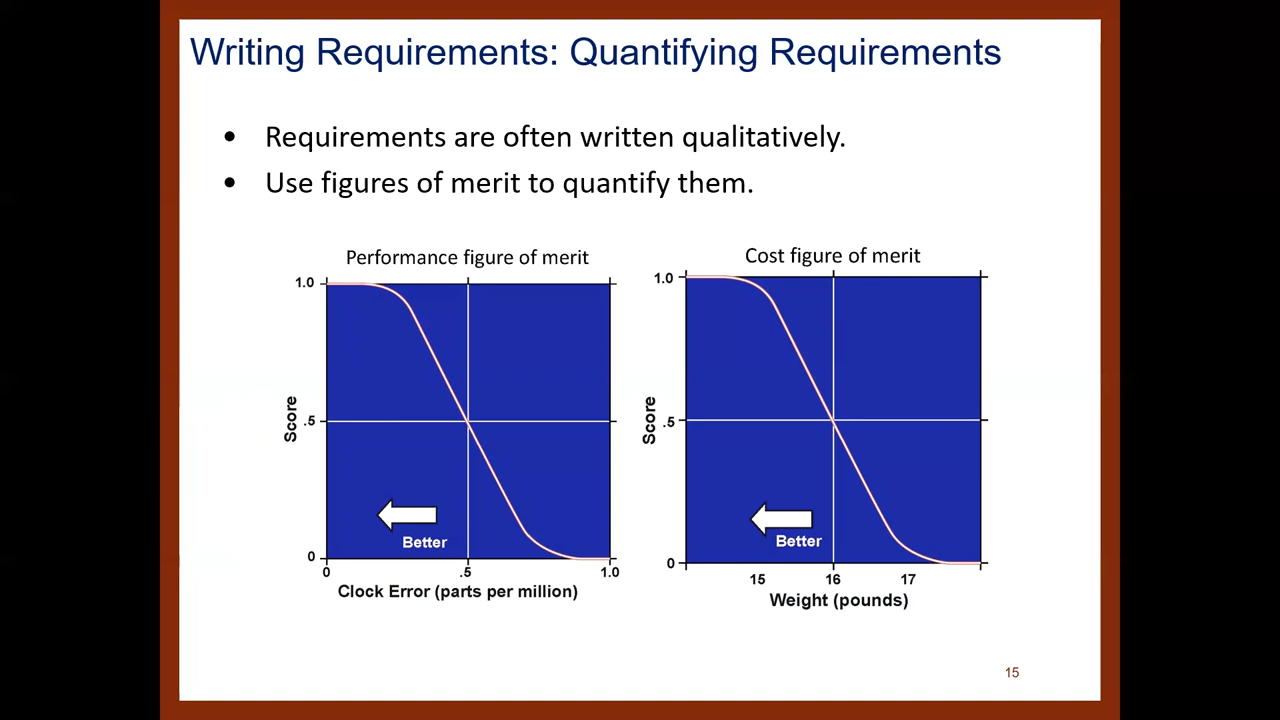 Writing Requirements: Quantifying Requirements
• Requirements are often written qualitatively.
• Use figures of merit to quantify them.
Performance figure of merit
1.0
.5
0
Score
Better
0 .5 1.0
Clock Error (parts per million)
Cost figure of merit
1.0
.5
0
Score
Better
15 16 17
Weight (pounds)
15